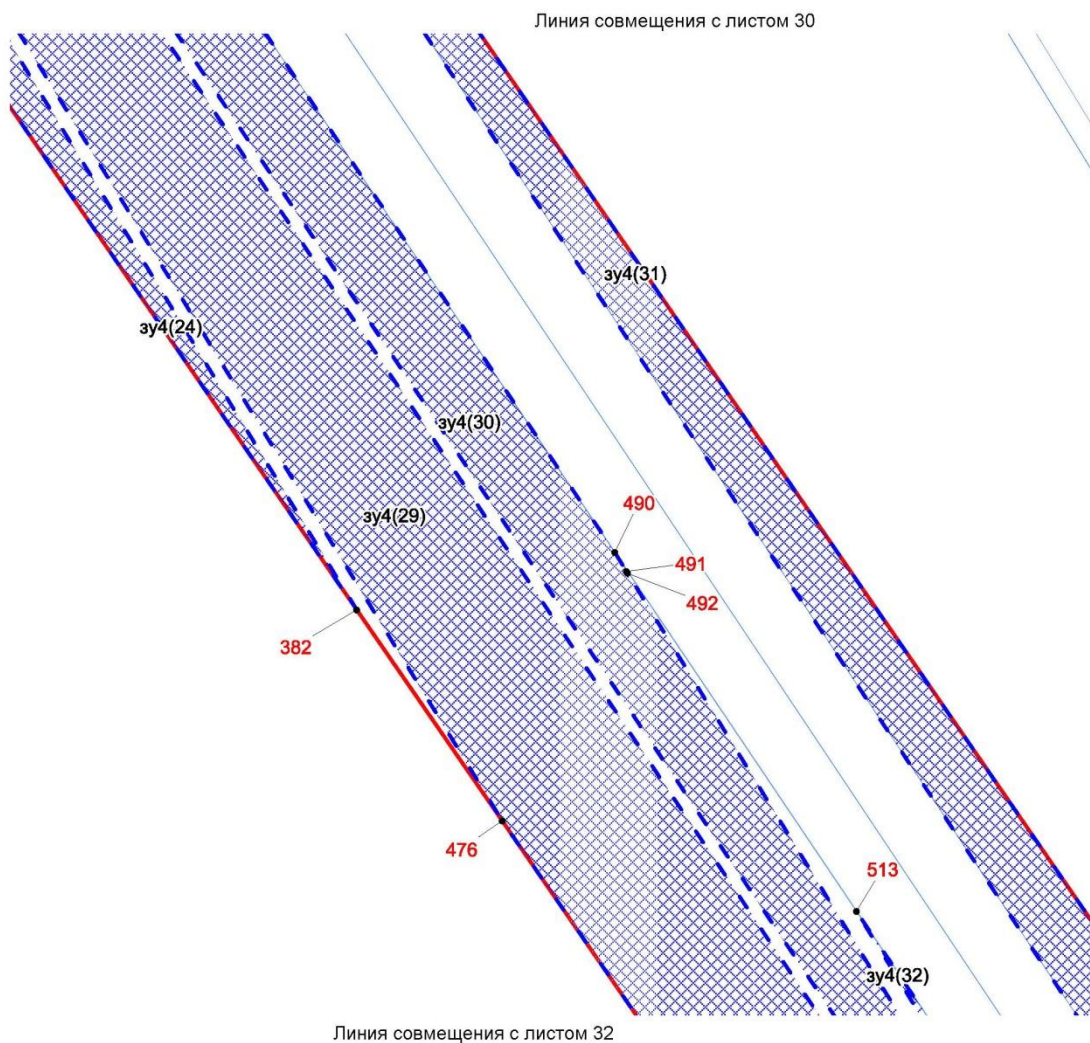 Линия совмещения с листом 30
зу4(31)
зу4(24)
зу4(30)
зу4(29)
490
491
492
382
476
513
зу4(32)
Линия совмещения с листом 32